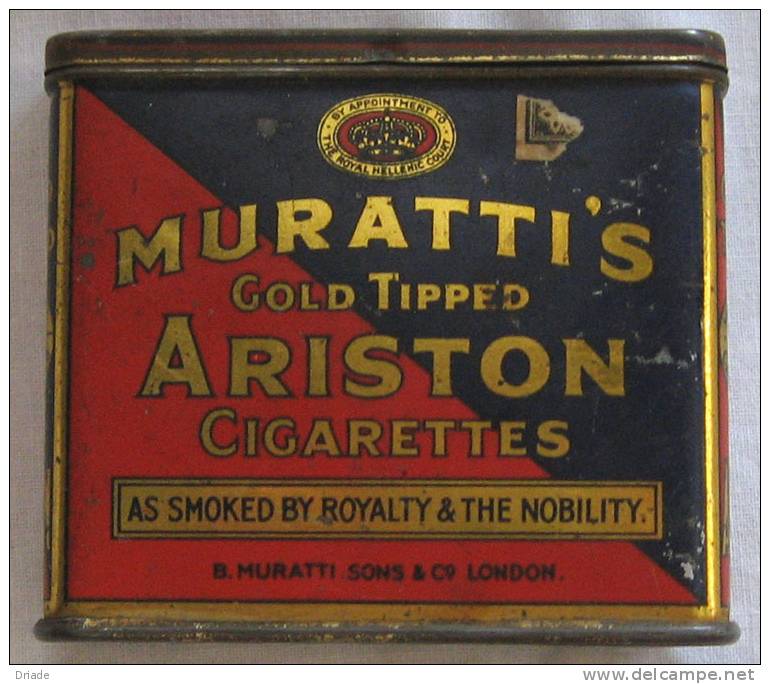 BY APPOINTMENT TO
THE ROYAL HELLENIC COURT
MURATTI'S
GOLD TIPPED
ARISTON
CIGARETTES
AS SMOKED BY ROYALTY & THE NOBILITY.
B. MURATTI SONS & Cº LONDON.
Driade
delcampe.net